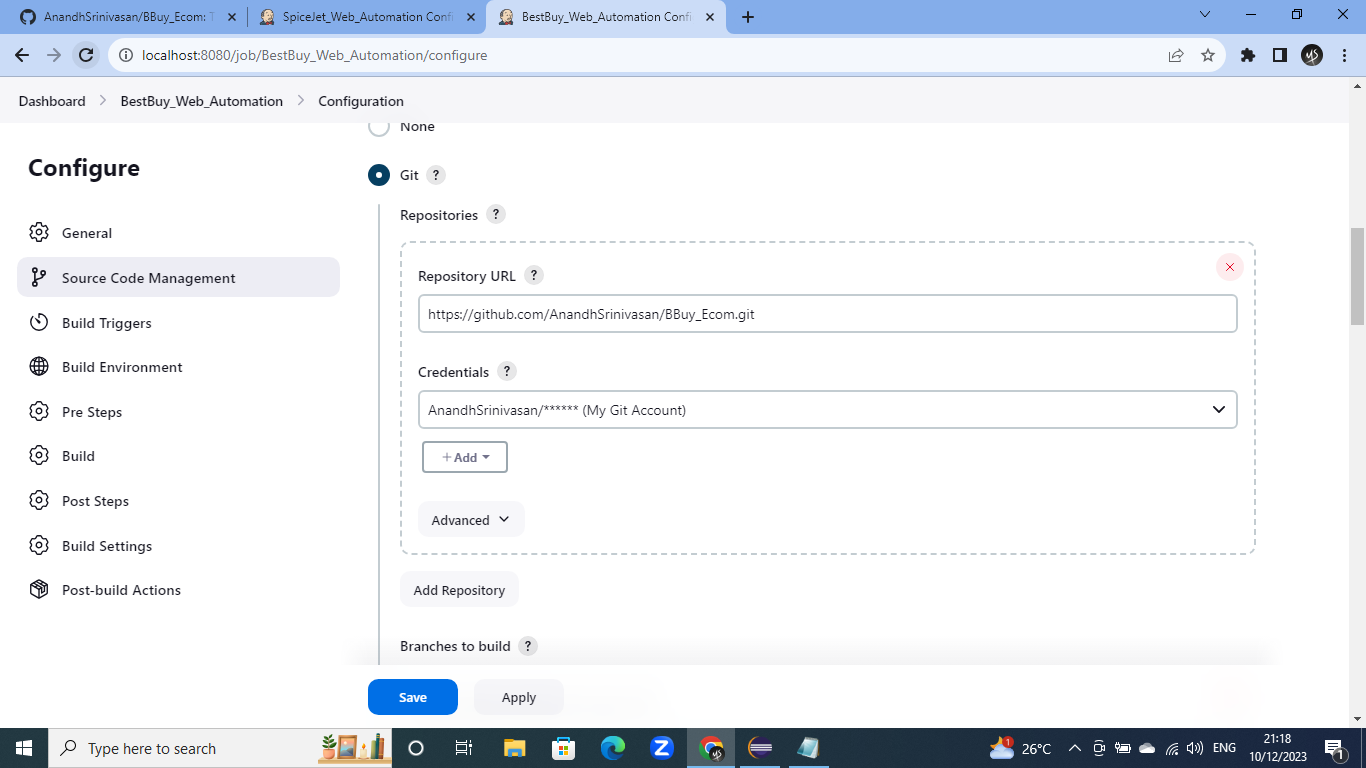 AnandhSrinivasan/BBuy_Ecom: T
SpiceJet_Web_Automation Confi
BestBuy_Web_Automation Confi
localhost:8080/job/BestBuy_Web_Automation/configure
Dashboard
BestBuy_Web_Automation
Configuration
Configure
General
Source Code Management
Build Triggers
Build Environment
Pre Steps
Build
Post Steps
Build Settings
Post-build Actions
None
Git ?
Repositories ?
Repository URL ?
https://github.com/AnandhSrinivasan/BBuy_Ecom.git
Credentials ?
AnandhSrinivasan/****** (My Git Account)
+ Add
Advanced
Add Repository
Branches to build ?
Save
Apply
Type here to search
1
26°C
ENG
21:18
10/12/2023
1